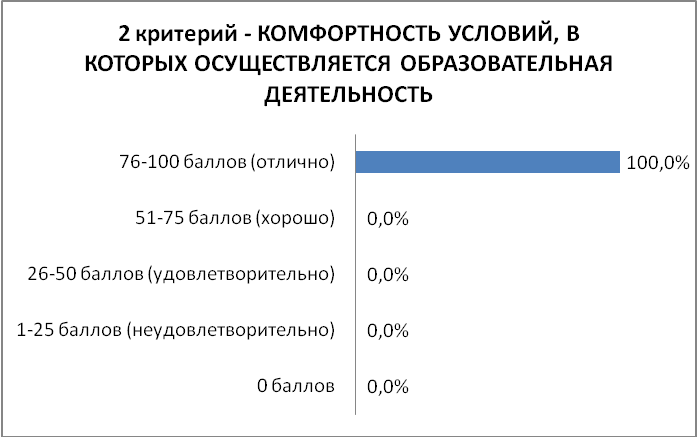 2 критерий - КОМФОРТНОСТЬ УСЛОВИЙ, В
КОТОРЫХ ОСУЩЕСТВЛЯЕТСЯ ОБРАЗОВАТЕЛЬНАЯ
ДЕЯТЕЛЬНОСТЬ
76-100 баллов (отлично) 100,0%
51-75 баллов (хорошо) 0,0%
26-50 баллов (удовлетворительно) 0,0%
1-25 баллов (неудовлетворительно) 0,0%
0 баллов 0,0%